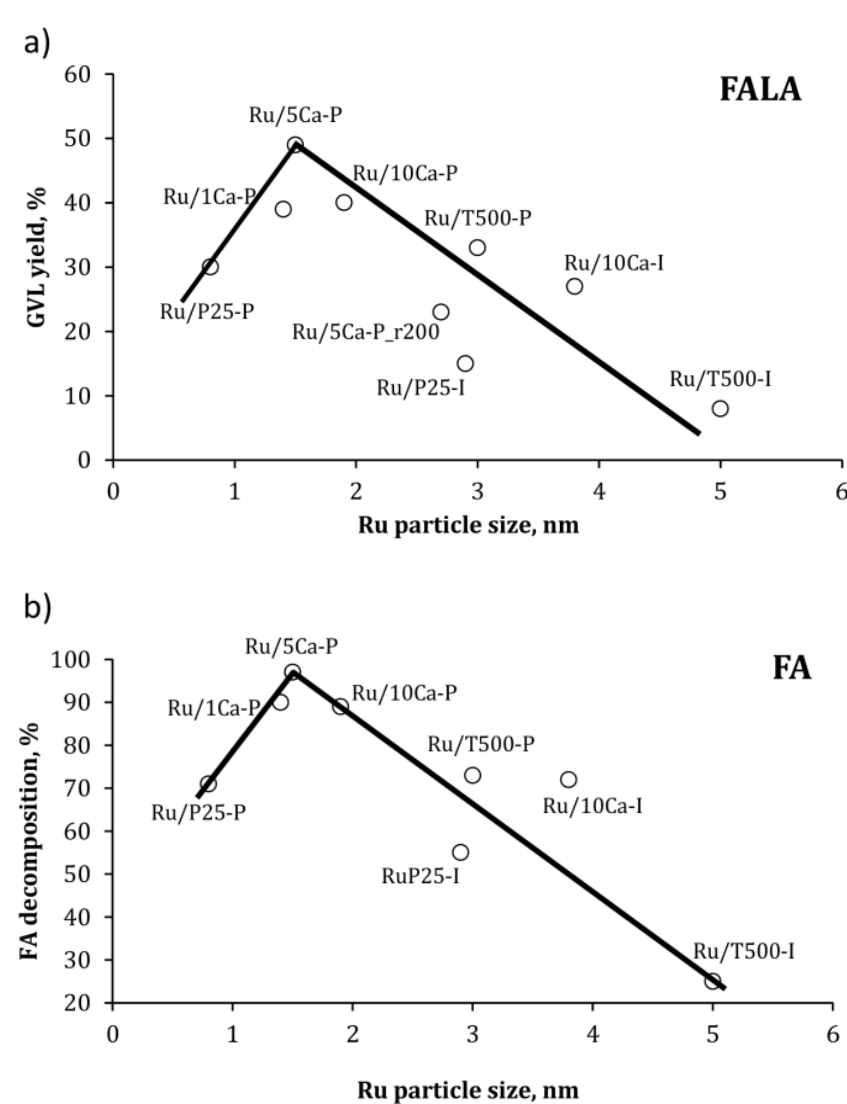 a)
FALA
60
50
40
30
20
10
0
GVL yield, %
Ru/5Ca-P
Ru/1Ca-P
Ru/10Ca-P
Ru/T500-P
Ru/10Ca-I
Ru/P25-P
Ru/5Ca-P_r200
Ru/P25-I
Ru/T500-I
0 1 2 3 4 5 6
Ru particle size, nm
b)
FA
100
90
80
70
60
50
40
30
20
FA decomposition, %
Ru/5Ca-P
Ru/1Ca-P
Ru/10Ca-P
Ru/T500-P
Ru/10Ca-I
Ru/P25-P
RuP25-I
Ru/T500-I
0 1 2 3 4 5 6
Ru particle size, nm